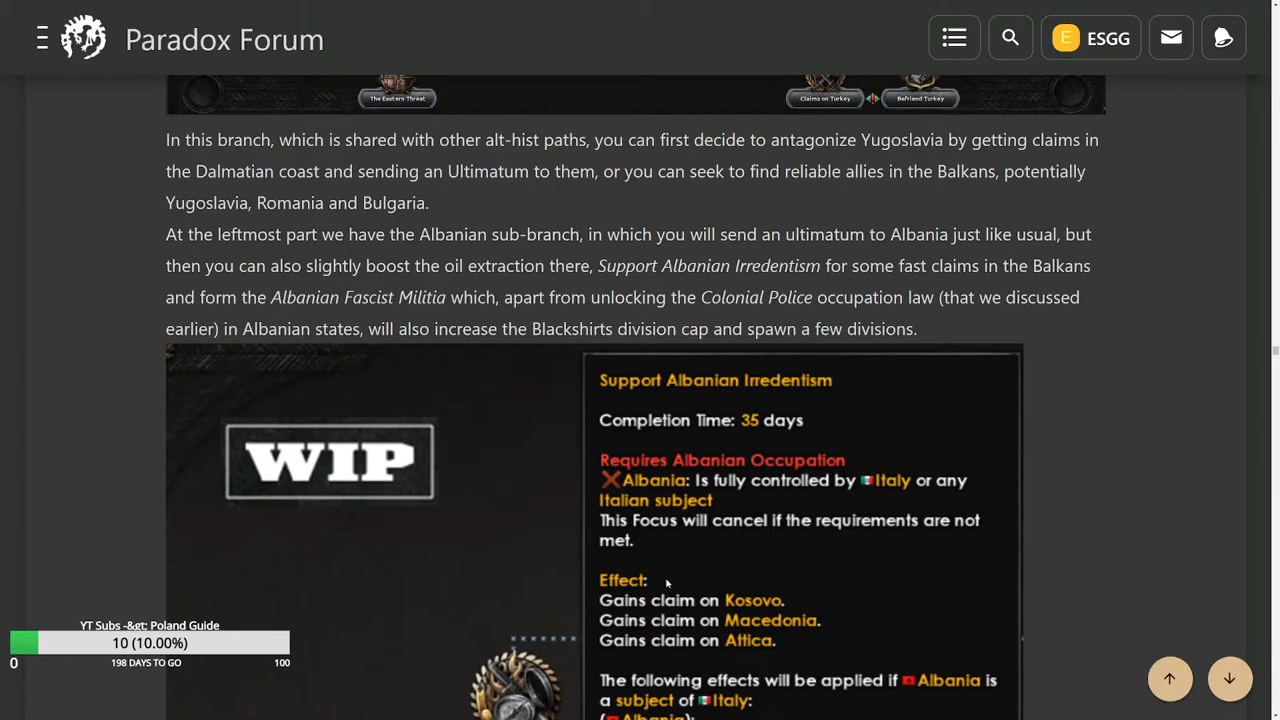 Paradox Forum
E ESGG
The Eastern Threat
Claims on Turkey
Befriend Turkey
In this branch, which is shared with other alt-hist paths, you can first decide to antagonize Yugoslavia by getting claims in
the Dalmatian coast and sending an Ultimatum to them, or you can seek to find reliable allies in the Balkans, potentially
Yugoslavia, Romania and Bulgaria.
At the leftmost part we have the Albanian sub-branch, in which you will send an ultimatum to Albania just like usual, but
then you can also slightly boost the oil extraction there, Support Albanian Irredentism for some fast claims in the Balkans
and form the Albanian Fascist Militia which, apart from unlocking the Colonial Police occupation law (that we discussed
earlier) in Albanian states, will also increase the Blackshirts division cap and spawn a few divisions.
WIP
Support Albanian Irredentism
Completion Time: 35 days
Requires Albanian Occupation
Albania: Is fully controlled by Italy or any
Italian subject
This Focus will cancel if the requirements are not
met.
Effect:
Gains claim on Kosovo.
Gains claim on Macedonia.
Gains claim on Attica.
The following effects will be applied if Albania is
a subject of Italy:
(Albania):
YT Subs -&gt; Poland Guide
10 (10.00%)
0
198 DAYS TO GO
100